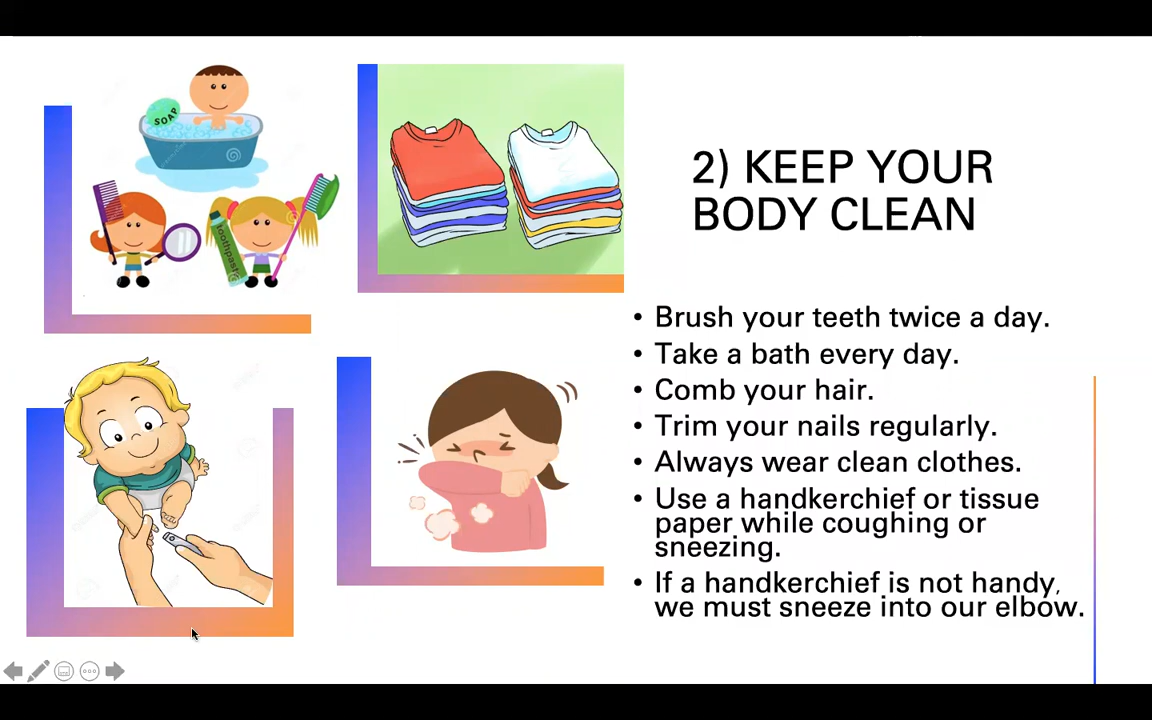 SOAP
toothpaste
2) KEEP YOUR
BODY CLEAN
• Brush your teeth twice a day.
• Take a bath every day.
• Comb your hair.
• Trim your nails regularly.
• Always wear clean clothes.
• Use a handkerchief or tissue
paper while coughing or
sneezing.
• If a handkerchief is not handy,
we must sneeze into our elbow.